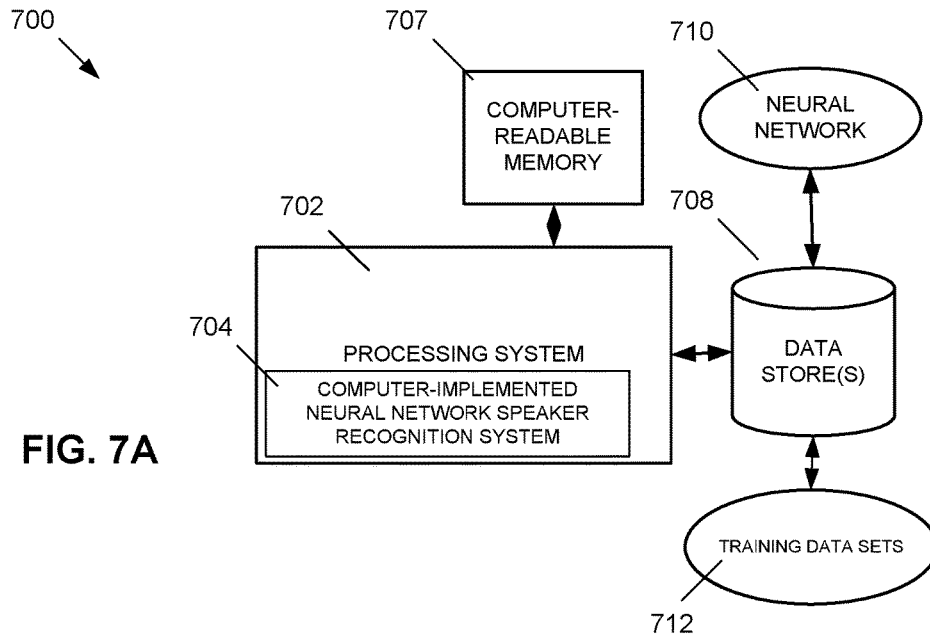 700
707
710
COMPUTER-
READABLE
MEMORY
NEURAL
NETWORK
702
708
704
PROCESSING SYSTEM
DATA
STORE(S)
COMPUTER-IMPLEMENTED
NEURAL NETWORK SPEAKER
RECOGNITION SYSTEM
FIG. 7A
TRAINING DATA SETS
712